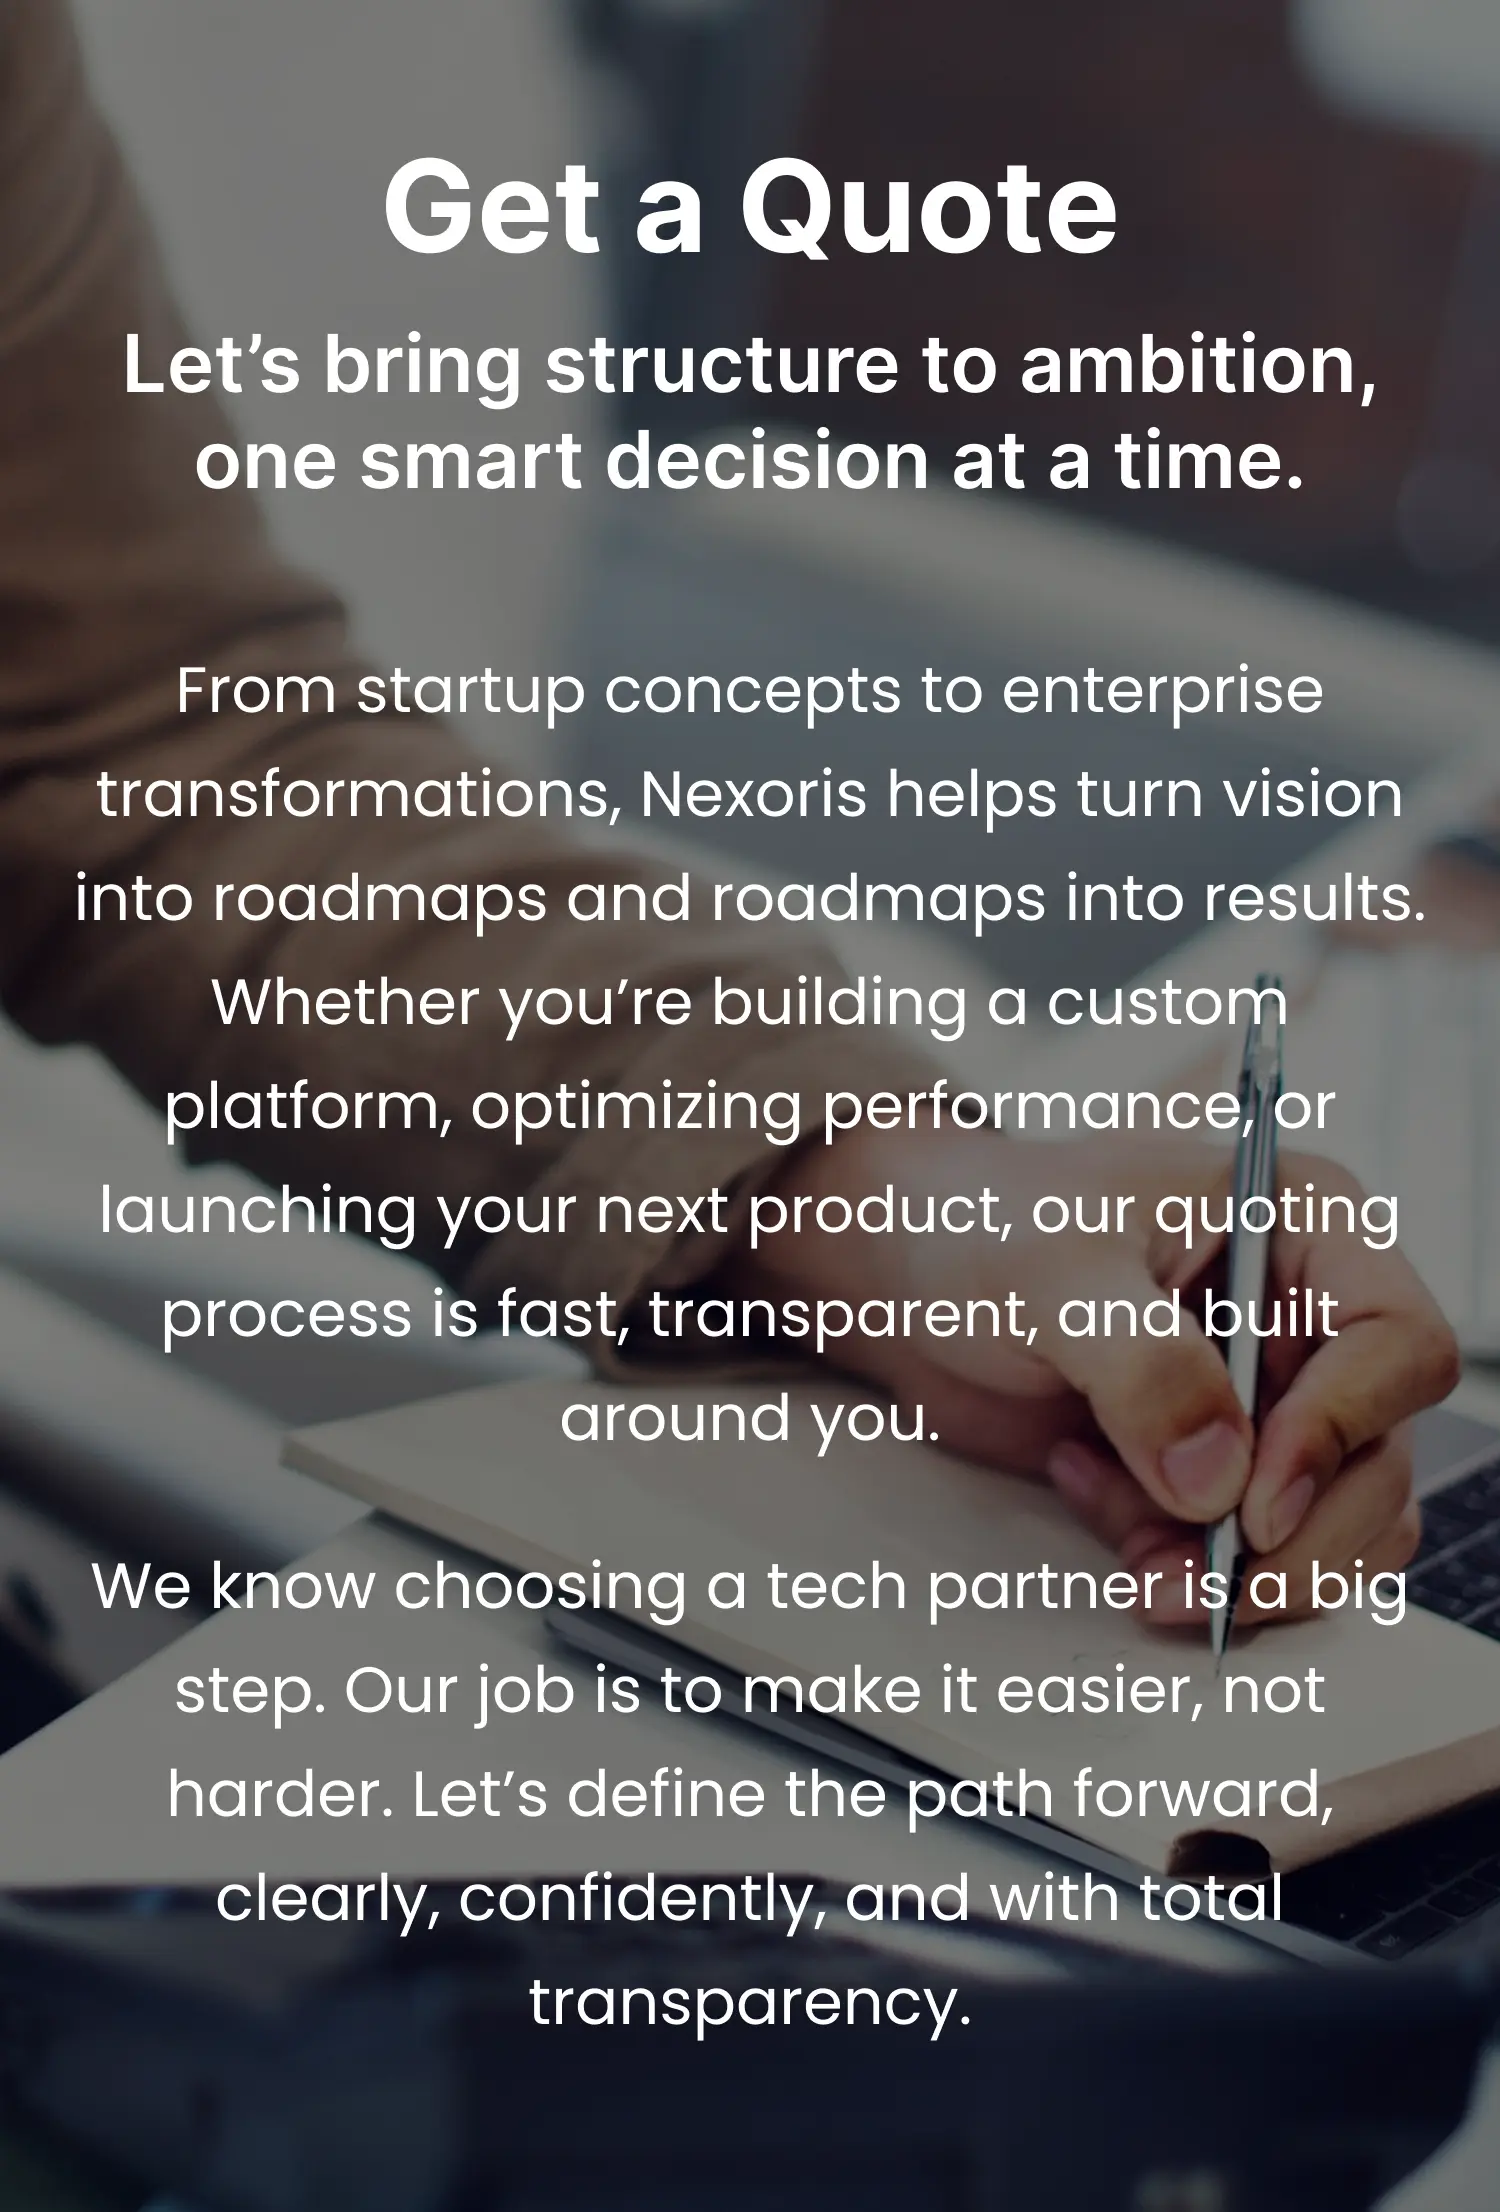 Get a Quote
Let’s bring structure to ambition,
one smart decision at a time.
From startup concepts to enterprise
transformations, Nexoris helps turn vision
into roadmaps and roadmaps into results.
Whether you’re building a custom
platform, optimizing performance, or
launching your next product, our quoting
process is fast, transparent, and built
around you.
We know choosing a tech partner is a big
step. Our job is to make it easier, not
harder. Let’s define the path forward,
clearly, confidently, and with total
transparency.